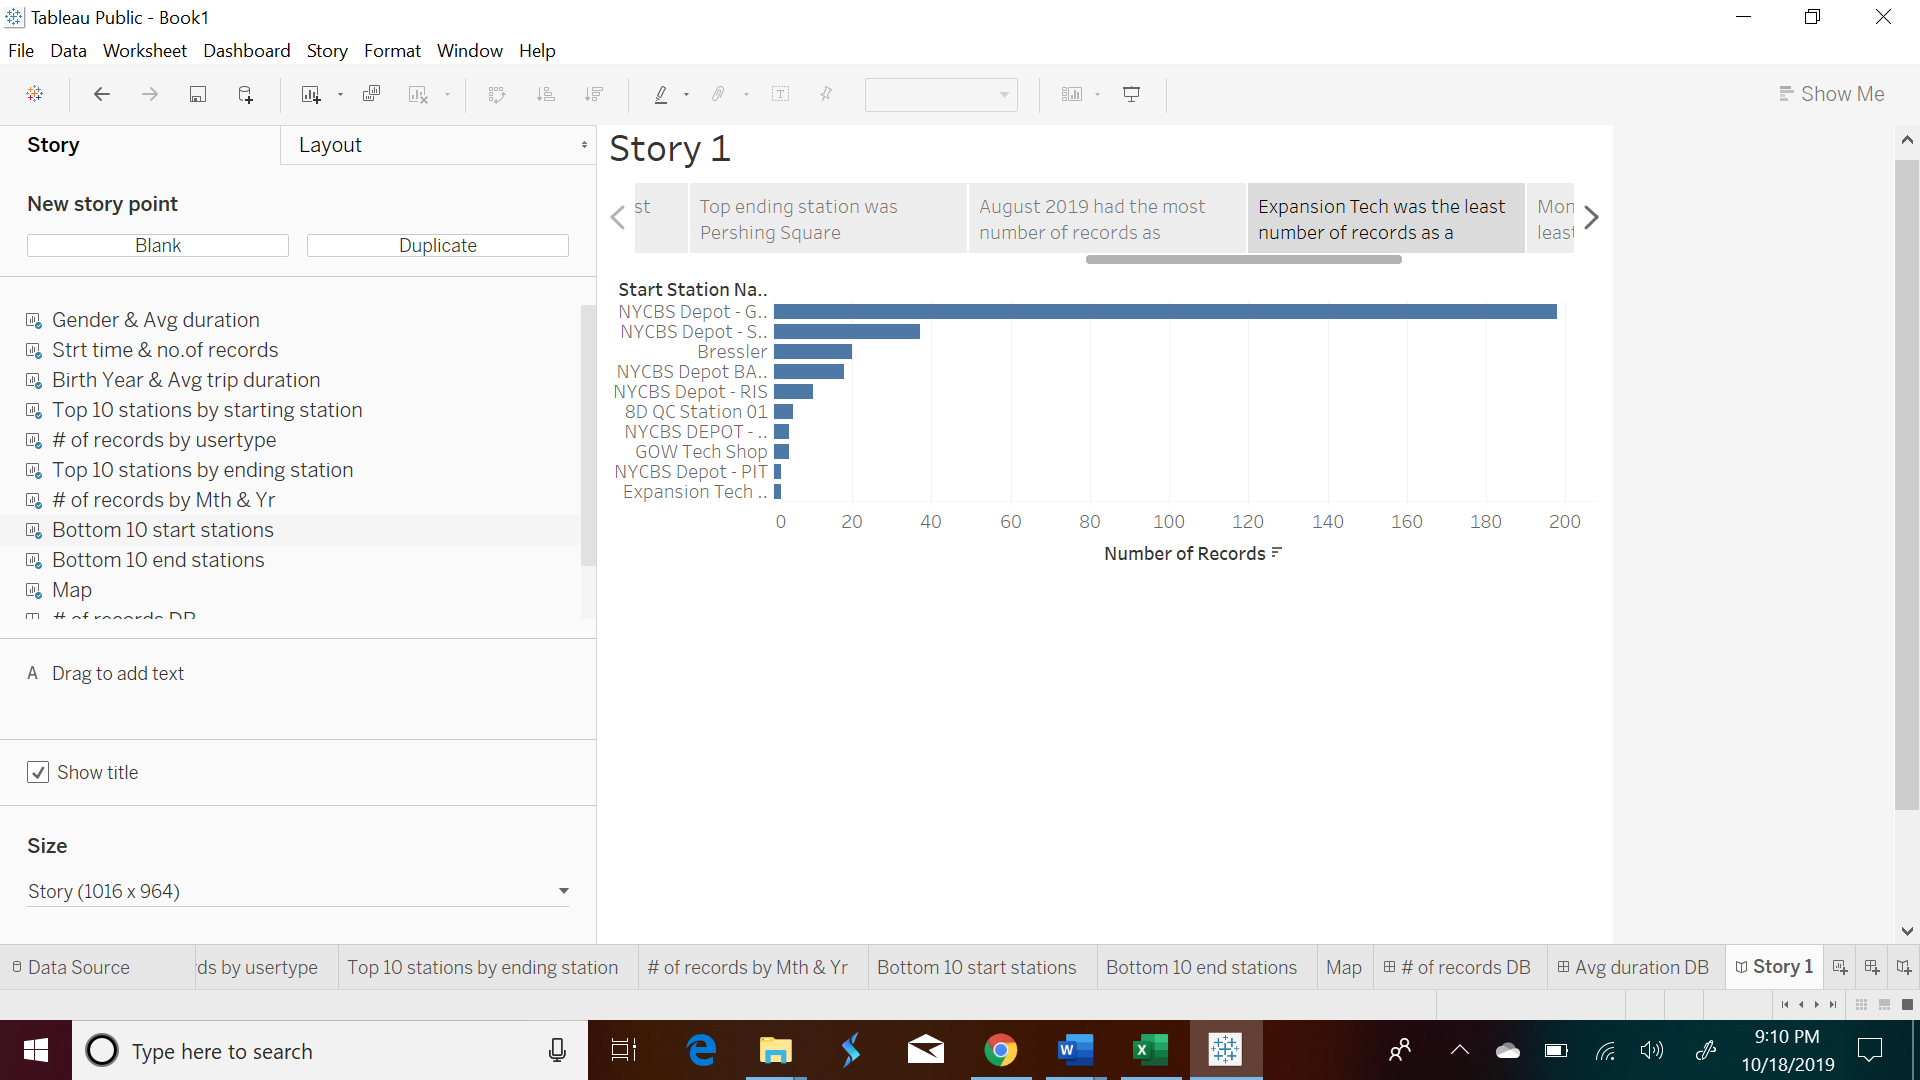 Tableau Public - Book1
File Data Worksheet Dashboard Story Format Window Help
Show Me
Story
Layout
New story point
Blank
Duplicate
Gender & Avg duration
Strt time & no.of records
Birth Year & Avg trip duration
Top 10 stations by starting station
# of records by usertype
Top 10 stations by ending station
# of records by Mth & Yr
Bottom 10 start stations
Bottom 10 end stations
Map
# of records DB
A Drag to add text
Show title
Size
Story (1016 x 964)
Story 1
st
Top ending station was
Pershing Square
August 2019 had the most
number of records as
Expansion Tech was the least
number of records as a
Mon
least
Start Station Na..
NYCBS Depot - G..
NYCBS Depot - S..
Bressler
NYCBS Depot BA..
NYCBS Depot - RIS
8D QC Station 01
NYCBS DEPOT - ..
GOW Tech Shop
NYCBS Depot - PIT
Expansion Tech ..
0 20 40 60 80 100 120 140 160 180 200
Number of Records
Data Source
ds by usertype
Top 10 stations by ending station
# of records by Mth & Yr
Bottom 10 start stations
Bottom 10 end stations
Map
# of records DB
Avg duration DB
Story 1
Type here to search
9:10 PM
10/18/2019